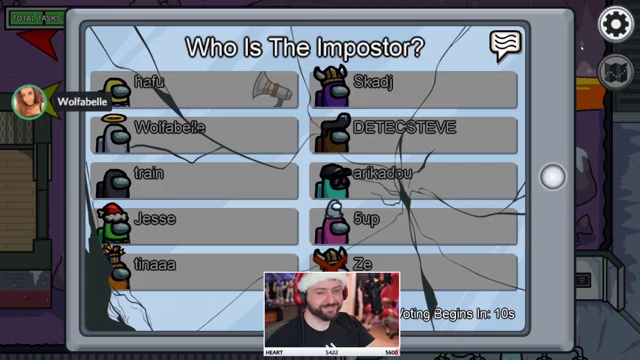 TOTAL TASKS
Who Is The Impostor?
hafu
Skadj
Wolfabelle
Wolfabelle
DETECSTEVE
train
arikadou
Jesse
5up
tinaaa
Ze
Voting Begins In: 10s
HEART 5422 5600